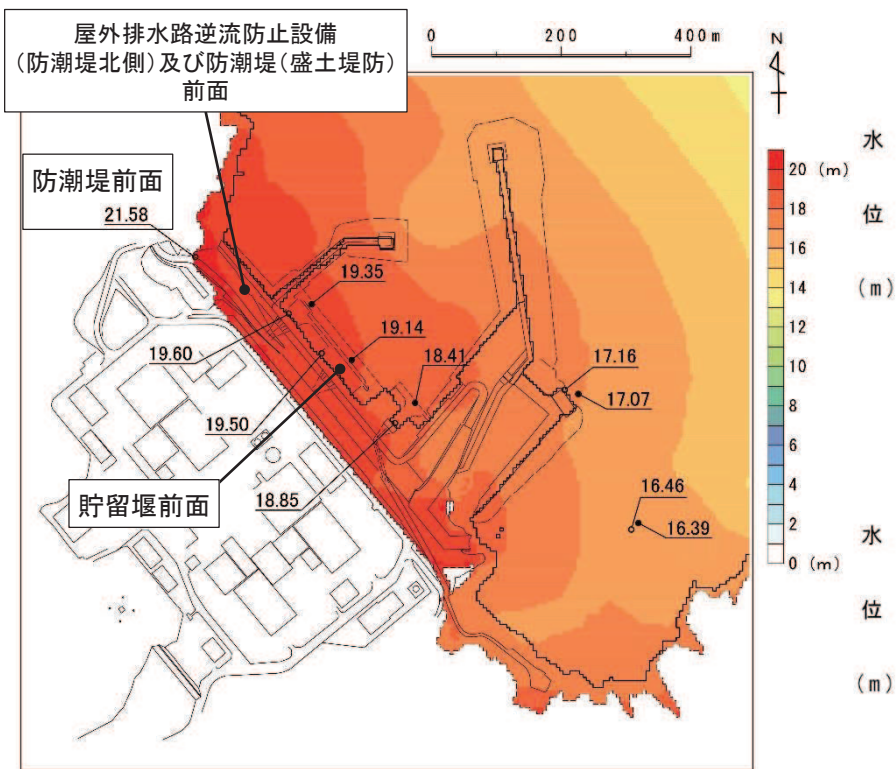 屋外排水路逆流防止設備
（防潮堤北側）及び防潮堤（盛土堤防）
前面
0 200 400m
N
防潮堤前面
21.58
19.35
19.60
19.14
18.41
19.50
17.16
17.07
貯留堰前面
18.85
16.46
16.39
水位(m)
20 (m)
18
16
14
12
10
8
6
4
2
0 (m)
水位(m)